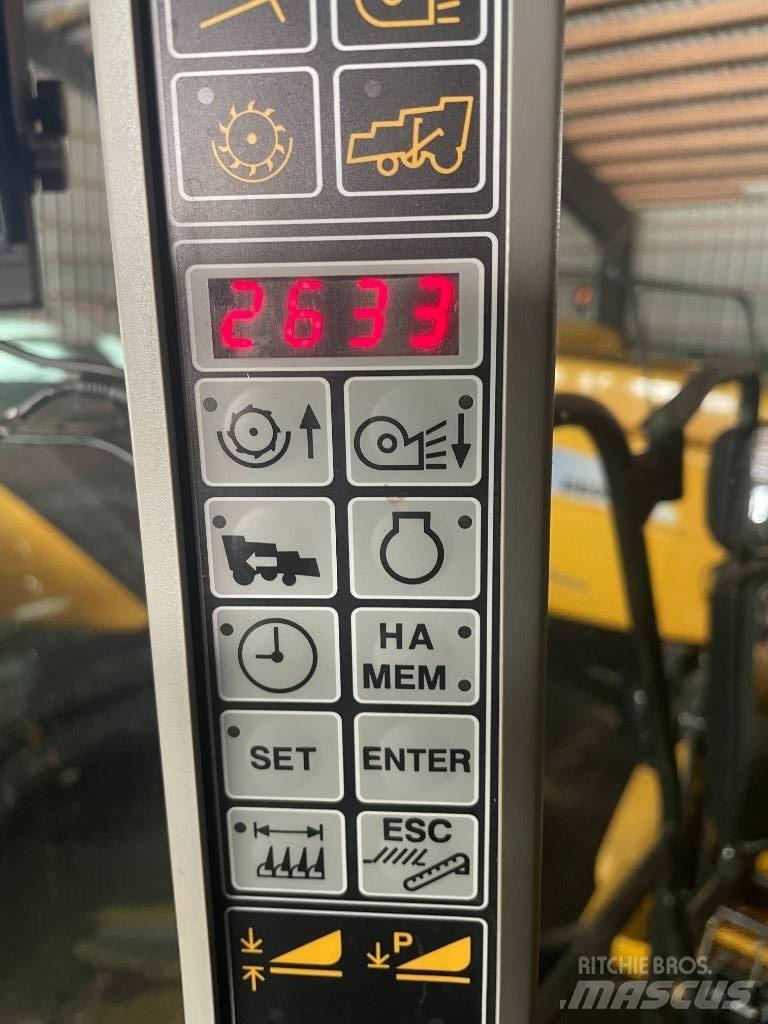 2633
HA
MEM
SET
ENTER
ESC
P
RITCHIE BROS.
MASCUS